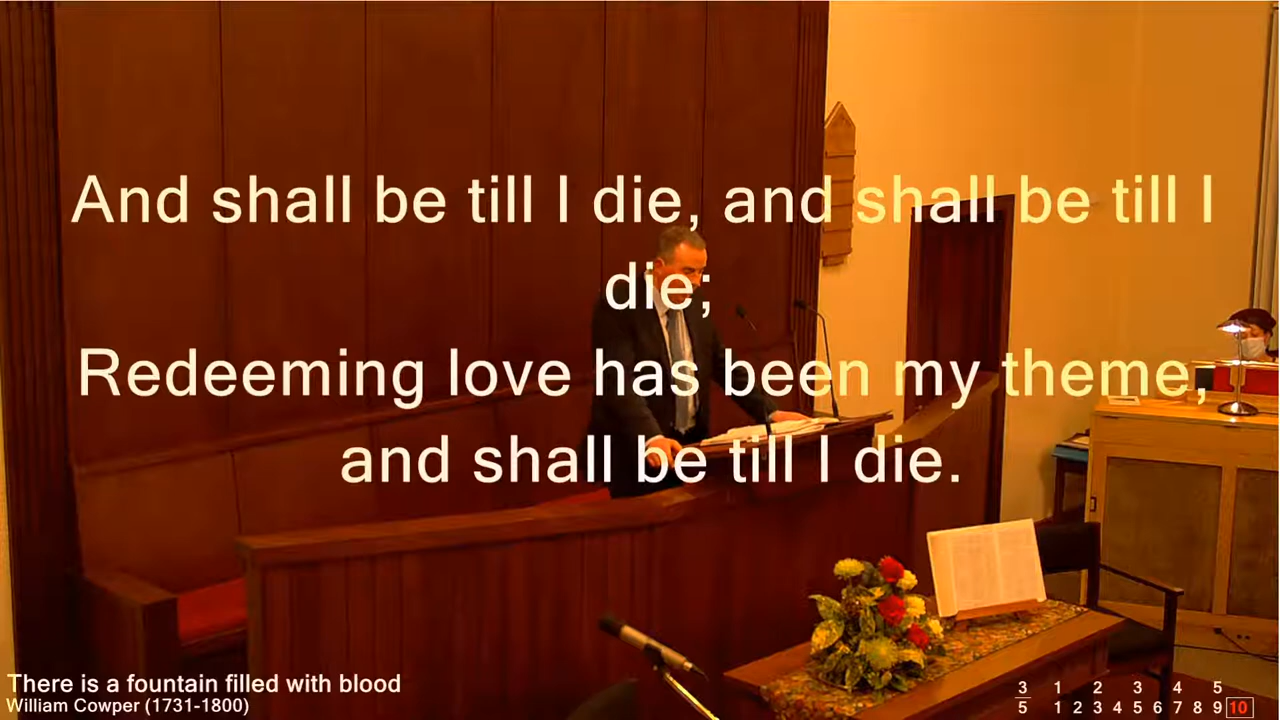 And shall be till I die, and shall be till I
die;
Redeeming love has been my theme,
and shall be till I die.
There is a fountain filled with blood
William Cowper (1731-1800)
3 1 2 3 4 5
5 1 2 3 4 5 6 7 8 9 10